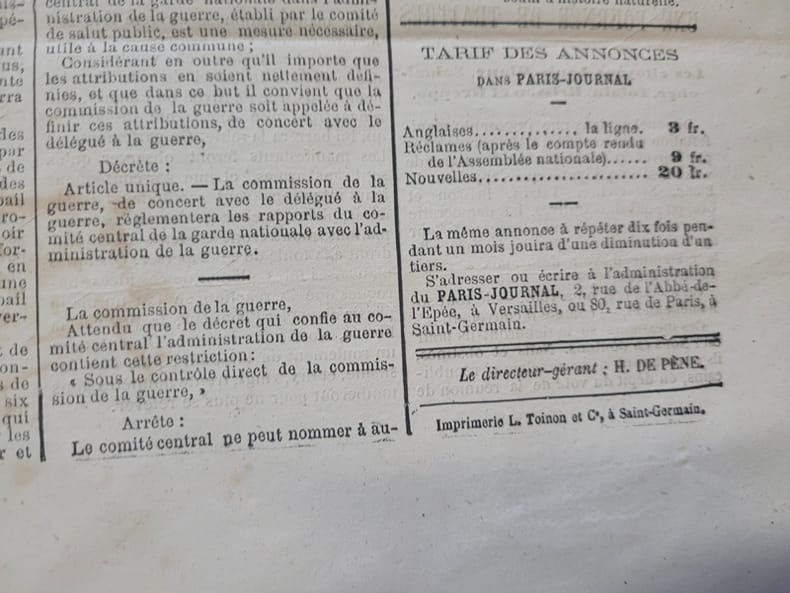 nistration de la guerre, établi par le comité
de salut public, est une mesure nécessaire,
utile à la cause commune ;
Considérant en outre qu'il importe que
les attributions en soient nettement défi-
nies, et que dans ce but il convient que la
commission de la guerre soit appelée à dé-
finir ces attributions, de concert avec le
délégué à la guerre,
Décrète :
Article unique. — La commission de la
guerre, de concert avec le délégué à la
guerre, règlementera les rapports du co-
mité central de la garde nationale avec l'ad-
ministration de la guerre.
La commission de la guerre,
Attendu que le décret qui confie au co-
mité central l'administration de la guerre
contient cette restriction :
« Sous le contrôle direct de la commis-
sion de la guerre, »
Arrête :
Le comité central ne peut nommer à au-
TARIF DES ANNONCES
DANS PARIS-JOURNAL
Anglaises.............. la ligne. 3 fr.
Réclames (après le compte rendu
de l'Assemblée nationale)...... 9 fr.
Nouvelles........................ 20 fr.
La même annonce à répéter dix fois pen-
dant un mois jouira d'une diminution d'un
tiers.
S'adresser ou écrire à l'administration
du PARIS-JOURNAL, 2, rue de l'Abbé-de-
l'Epée, à Versailles, ou 80, rue de Paris, à
Saint-Germain.
Le directeur-gérant : H. DE PÈNE.
Imprimerie L. Toinon et Cᵉ, à Saint-Germain.